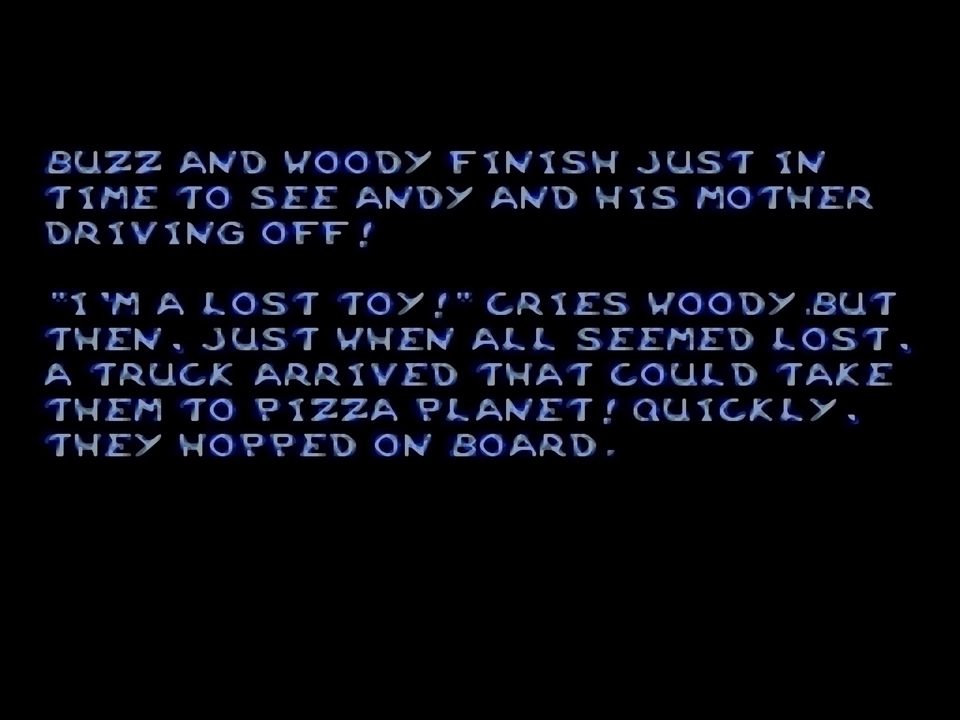 BUZZ AND WOODY FINISH JUST IN
TIME TO SEE ANDY AND HIS MOTHER
DRIVING OFF!
"I'M A LOST TOY!" CRIES WOODY.BUT
THEN, JUST WHEN ALL SEEMED LOST,
A TRUCK ARRIVED THAT COULD TAKE
THEM TO PIZZA PLANET! QUICKLY,
THEY HOPPED ON BOARD.